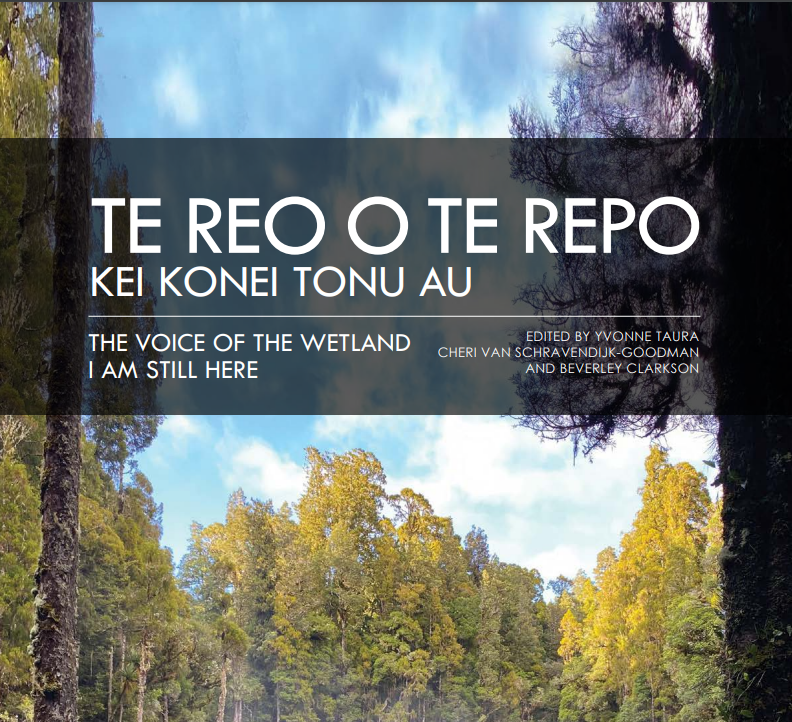 TE REO O TE REPO
KEI KONEI TONU AU
THE VOICE OF THE WETLAND
I AM STILL HERE
EDITED BY YVONNE TAURA
CHERI VAN SCHRAVENDIJK-GOODMAN
AND BEVERLEY CLARKSON